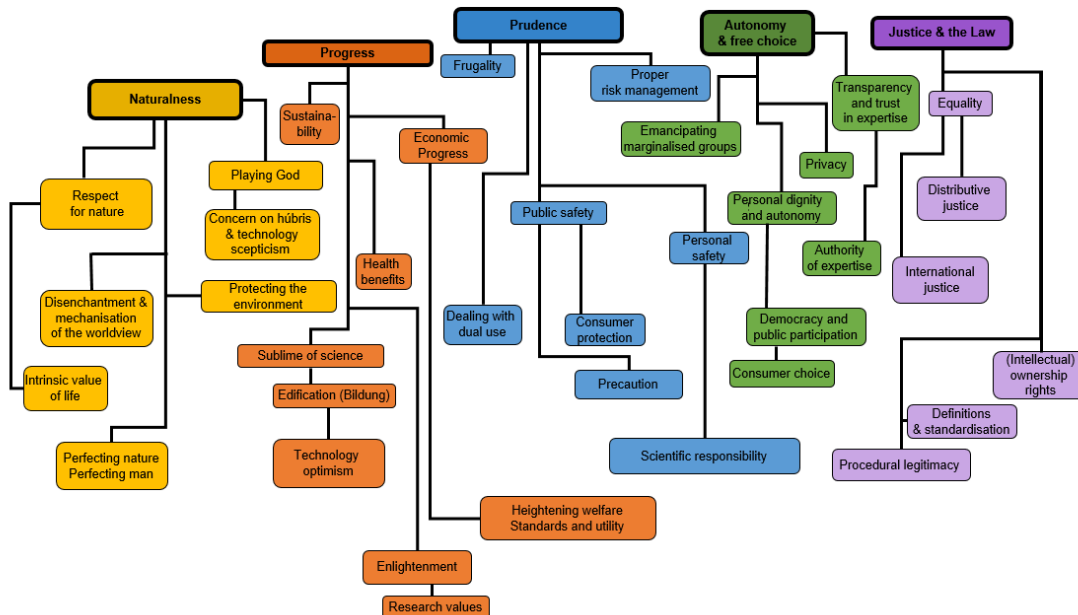 Prudence
Autonomy
& free choice
Justice & the Law
Progress
Naturalness
Frugality
Proper
risk management
Transparency
and trust
in expertise
Equality
Sustaina-
bility
Economic
Progress
Emancipating
marginalised groups
Privacy
Playing God
Respect
for nature
Concern on húbris
& technology
scepticism
Public safety
Personal
safety
Personal dignity
and autonomy
Distributive
justice
Authority
of expertise
International
justice
Health
benefits
Protecting the
environment
Disenchantment &
mechanisation
of the worldview
Dealing with
dual use
Consumer
protection
Democracy and
public participation
Sublime of science
Consumer choice
(Intellectual)
ownership
rights
Intrinsic value
of life
Edification (Bildung)
Precaution
Definitions
& standardisation
Perfecting nature
Perfecting man
Technology
optimism
Scientific responsibility
Procedural legitimacy
Heightening welfare
Standards and utility
Enlightenment
Research values